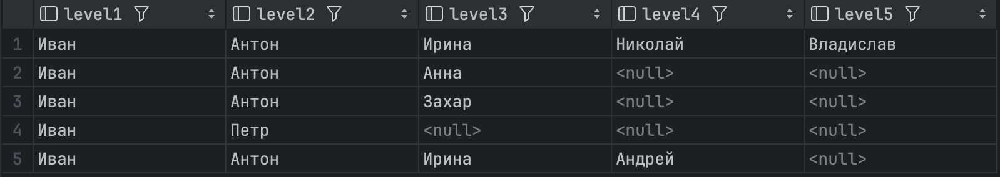 level1 level2 level3 level4 level5
1 Иван Антон Ирина Николай Владислав
2 Иван Антон Анна <null> <null>
3 Иван Антон Захар <null> <null>
4 Иван Петр <null> <null> <null>
5 Иван Антон Ирина Андрей <null>